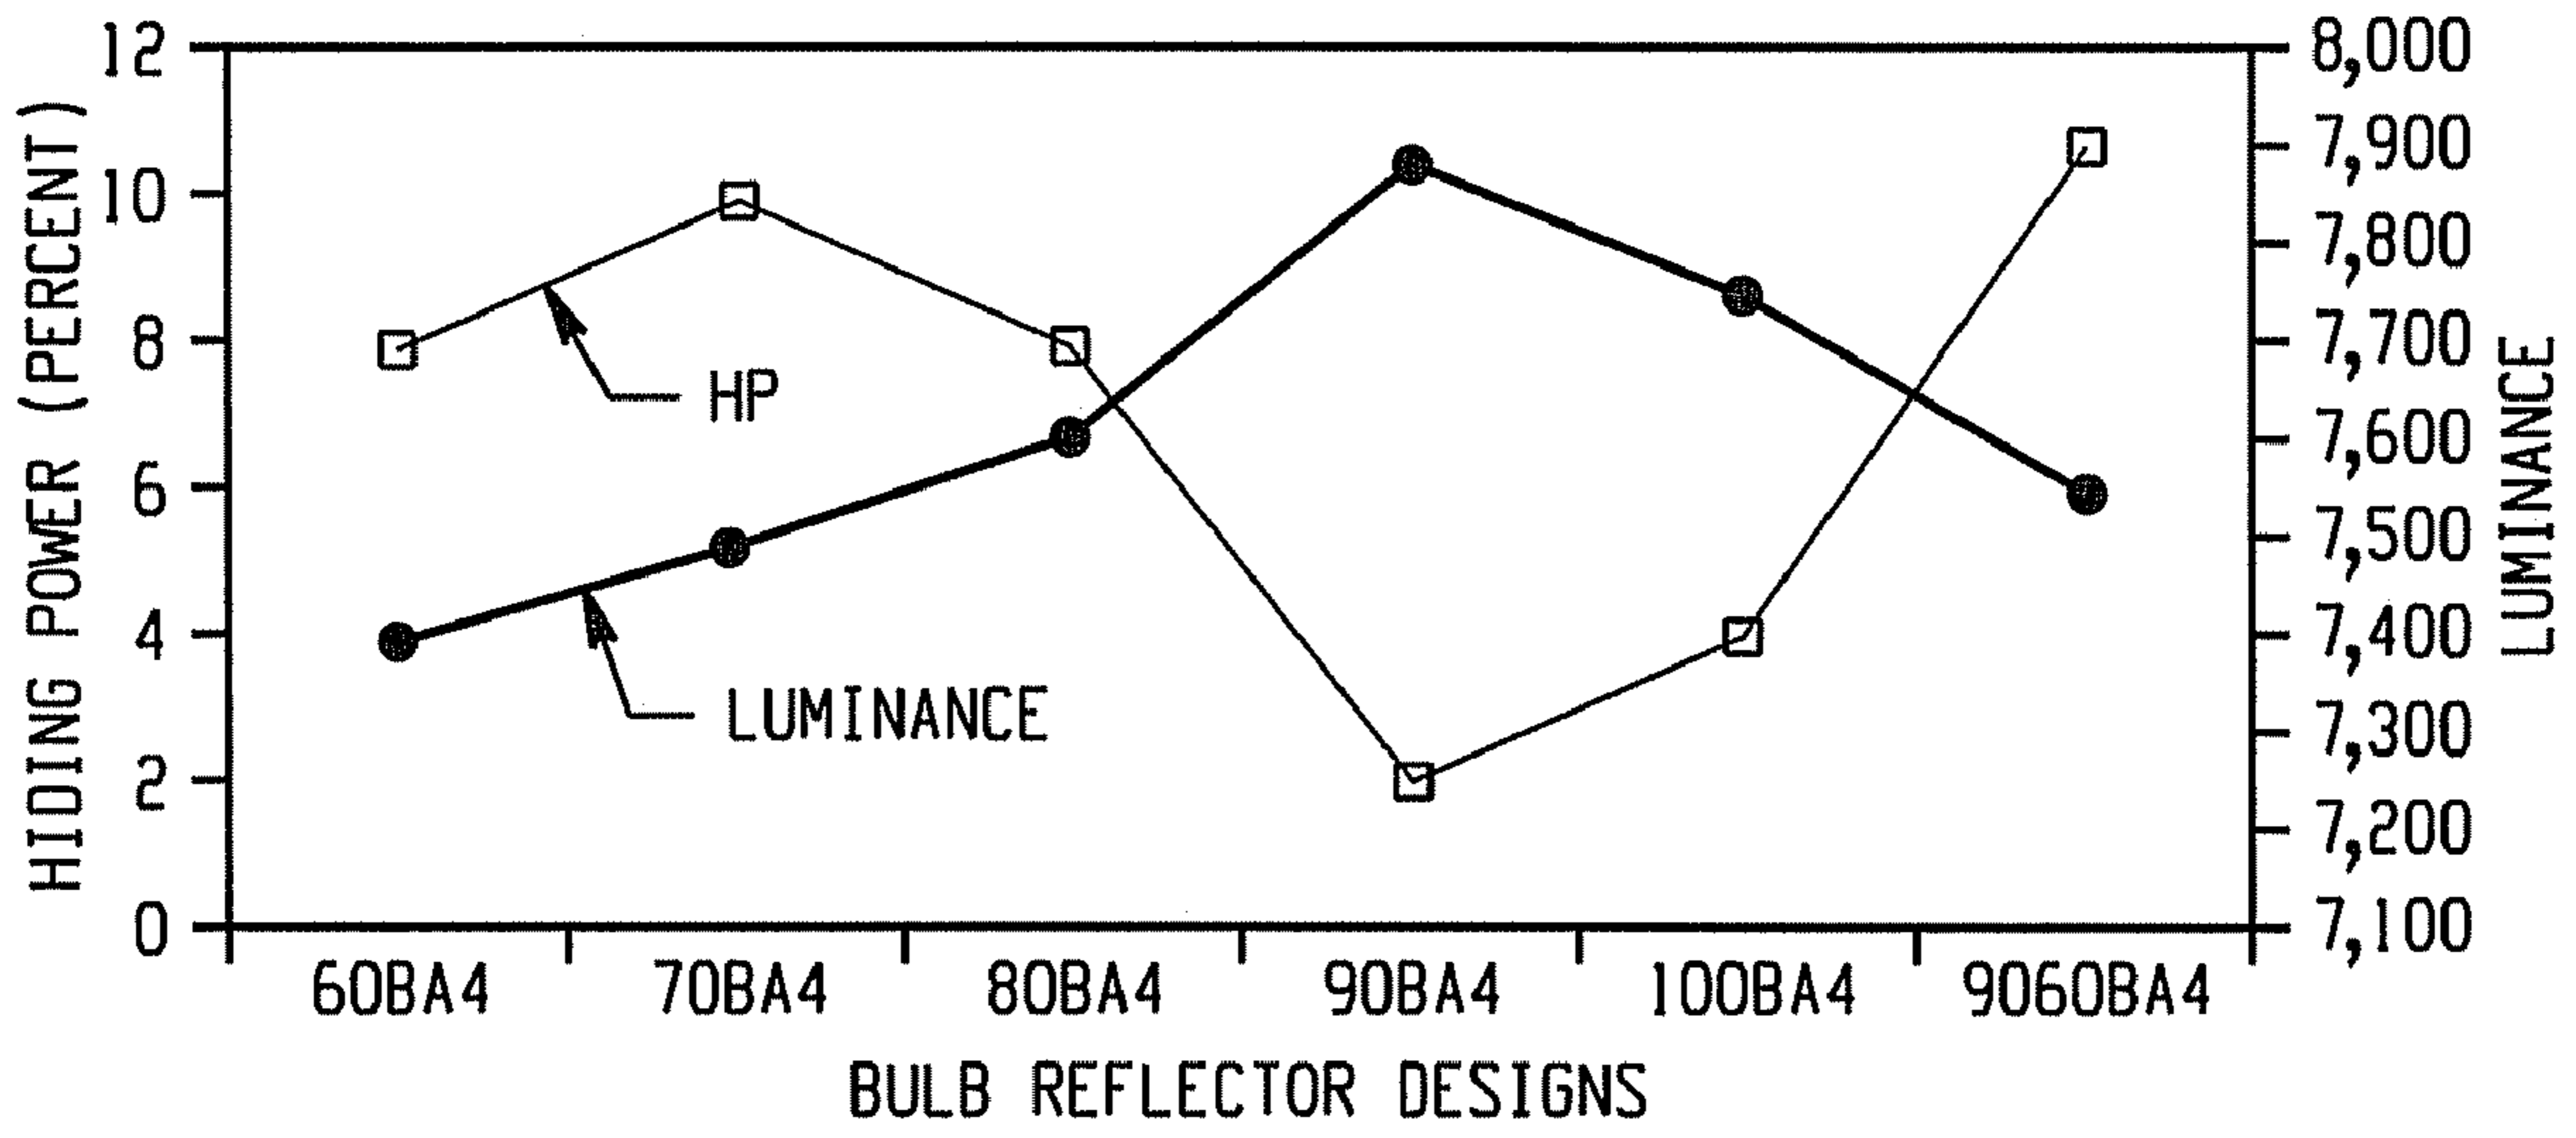 HIDING POWER (PERCENT)
12
10
8
6
4
2
0
HP
LUMINANCE
8,000
7,900
7,800
7,700
7,600
7,500
7,400
7,300
7,200
7,100
LUMINANCE
60BA4 70BA4 80BA4 90BA4 100BA4 9060BA4
BULB REFLECTOR DESIGNS